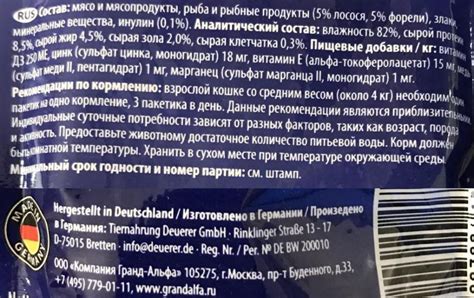 RUS Состав: мясо и мясопродукты, рыба и рыбные продукты (5% лосося, 5% форели), злаки,
минеральные вещества, инулин (0,1%). Аналитический состав: влажность 82%, сырой протеин
8,5%, сырой жир 4,5%, сырая зола 2,0%, сырая клетчатка 0,3%. Пищевые добавки / кг: витамин
Д3 250 МЕ, цинк (сульфат цинка, моногидрат) 18 мг, витамин Е (альфа-токоферолацетат) 15 мг,
(сульфат меди II, пентагидрат) 1 мг, марганец (сульфат марганца II, моногидрат) 1 мг.
Рекомендации по кормлению: взрослой кошке со средним весом (около 4 кг) необходим один
пакетик на одно кормление, 3 пакетика в день. Данные рекомендации являются приблизительными.
Индивидуальные суточные потребности зависят от разных факторов, таких как возраст, порода
и активность. Предоставьте животному достаточное количество питьевой воды. Корм должен
быть комнатной температуры. Хранить в сухом месте при температуре окружающей среды.
Минимальный срок годности и номер партии: см. штамп.
MADE IN GERMANY
Hergestellt in Deutschland / Изготовлено в Германии / Произведено
в Германии: Tiernahrung Deuerer GmbH · Rinklinger Straße 13 - 17
D-75015 Bretten · info@deuerer.de · Reg. Nr. / Рег. № DE BW 200010
ООО «Компания Гранд-Альфа» 105275, г.Москва, пр-т Буденного, д.33,
+7 (495) 779-01-11, www.grandalfa.ru